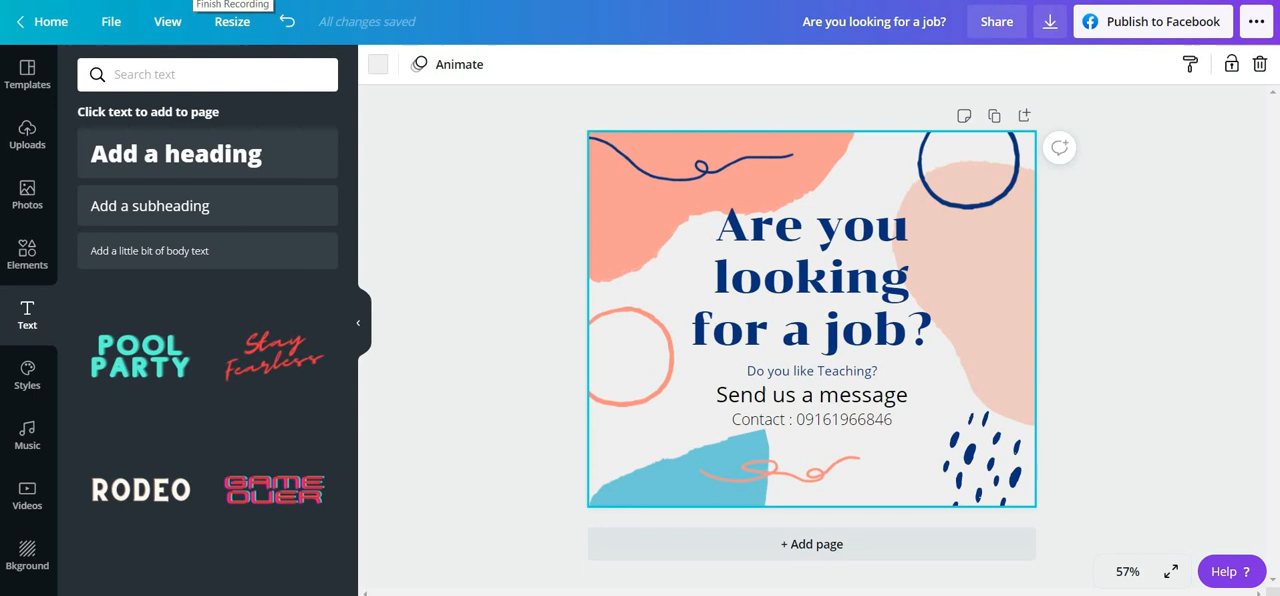 Finish Recording
Home File View Resize All changes saved Are you looking for a job? Share Publish to Facebook
Templates
Uploads
Photos
Elements
Text
Styles
Music
Videos
Bkground
Search text
Click text to add to page
Add a heading
Add a subheading
Add a little bit of body text
POOL
PARTY
Stay
Fearless
RODEO
GAME
OVER
Animate
Are you
looking
for a job?
Do you like Teaching?
Send us a message
Contact : 09161966846
+ Add page
57%
Help ?